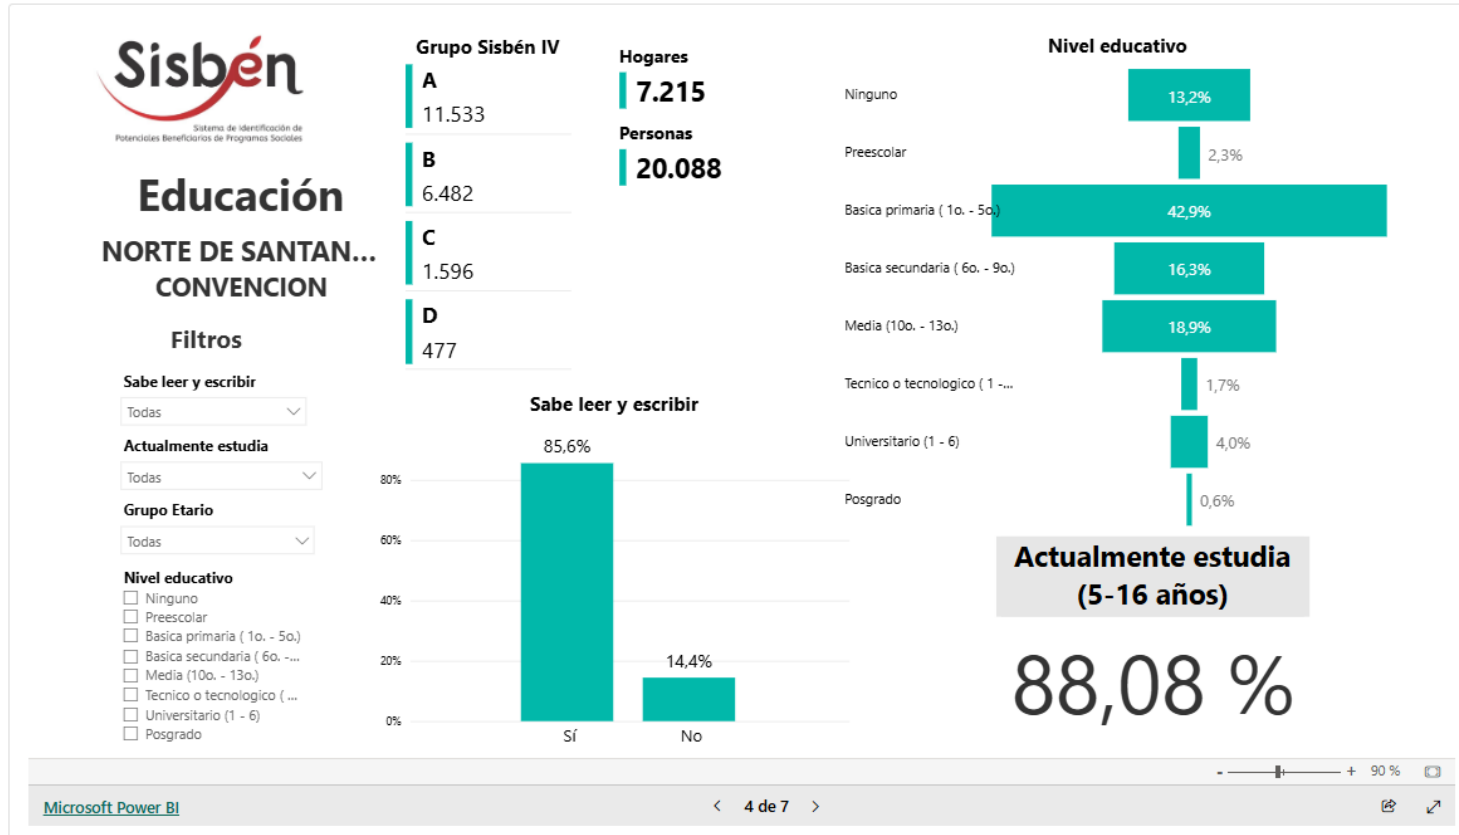 Sisbén
Sistema de Identificación de
Potenciales Beneficiarios de Programas Sociales
Educación
NORTE DE SANTAN...
CONVENCION
Filtros
Sabe leer y escribir
Todas
Actualmente estudia
Todas
Grupo Etario
Todas
Nivel educativo
Ninguno
Preescolar
Basica primaria ( 1o. - 5o.)
Basica secundaria ( 6o. -...
Media (10o. - 13o.)
Tecnico o tecnologico ( ...
Universitario (1 - 6)
Posgrado
Grupo Sisbén IV
A
11.533
B
6.482
C
1.596
D
477
Hogares
7.215
Personas
20.088
Sabe leer y escribir
85,6%
14,4%
80%
60%
40%
20%
0%
Sí No
Nivel educativo
Ninguno 13,2%
Preescolar 2,3%
Basica primaria ( 1o. - 5o.) 42,9%
Basica secundaria ( 6o. - 9o.) 16,3%
Media (10o. - 13o.) 18,9%
Tecnico o tecnologico ( 1 -... 1,7%
Universitario (1 - 6) 4,0%
Posgrado 0,6%
Actualmente estudia
(5-16 años)
88,08 %
- + 90 %
Microsoft Power BI
< 4 de 7 >